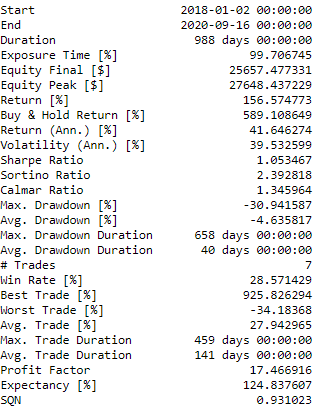 Start 2018-01-02 00:00:00
End 2020-09-16 00:00:00
Duration 988 days 00:00:00
Exposure Time [%] 99.706745
Equity Final [$] 25657.477331
Equity Peak [$] 27648.437229
Return [%] 156.574773
Buy & Hold Return [%] 589.108649
Return (Ann.) [%] 41.646274
Volatility (Ann.) [%] 39.532599
Sharpe Ratio 1.053467
Sortino Ratio 2.392818
Calmar Ratio 1.345964
Max. Drawdown [%] -30.941587
Avg. Drawdown [%] -4.635817
Max. Drawdown Duration 658 days 00:00:00
Avg. Drawdown Duration 40 days 00:00:00
# Trades 7
Win Rate [%] 28.571429
Best Trade [%] 925.826294
Worst Trade [%] -34.18368
Avg. Trade [%] 27.942965
Max. Trade Duration 459 days 00:00:00
Avg. Trade Duration 141 days 00:00:00
Profit Factor 17.466916
Expectancy [%] 124.837607
SQN 0.931023